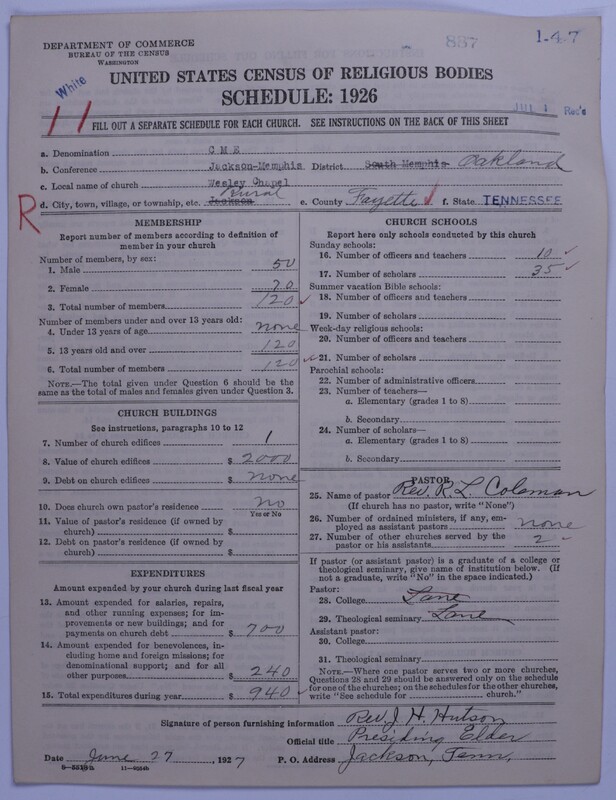 DEPARTMENT OF COMMERCE
BUREAU OF THE CENSUS
WASHINGTON
887
1-4-7
White
UNITED STATES CENSUS OF RELIGIOUS BODIES
SCHEDULE: 1926
JUL 1 Rec'd
11
FILL OUT A SEPARATE SCHEDULE FOR EACH CHURCH. SEE INSTRUCTIONS ON THE BACK OF THIS SHEET
a. Denomination C M E
b. Conference Jackson-Memphis District South Memphis Oakland
c. Local name of church Wesley Chapel
R
d. City, town, village, or township, etc. Jackson Rural e. County Fayette f. State TENNESSEE
MEMBERSHIP
Report number of members according to definition of
member in your church
Number of members, by sex:
1. Male 50
2. Female 70
3. Total number of members 120
Number of members under and over 13 years old:
4. Under 13 years of age none
5. 13 years old and over 120
6. Total number of members 120
NOTE.—The total given under Question 6 should be the
same as the total of males and females given under Question 3.
CHURCH BUILDINGS
See instructions, paragraphs 10 to 12
7. Number of church edifices 1
8. Value of church edifices $ 2000
9. Debt on church edifices $ none
10. Does church own pastor's residence? No
Yes or No
11. Value of pastor's residence (if owned by
church) $
12. Debt on pastor's residence (if owned by
church) $
EXPENDITURES
Amount expended by your church during last fiscal year
13. Amount expended for salaries, repairs,
and other running expenses; for im-
provements or new buildings; and for
payments on church debt $ 700
14. Amount expended for benevolences, in-
cluding home and foreign missions; for
denominational support; and for all
other purposes $ 240
15. Total expenditures during year $ 940
CHURCH SCHOOLS
Report here only schools conducted by this church
Sunday schools:
16. Number of officers and teachers 10
17. Number of scholars 35
Summer vacation Bible schools:
18. Number of officers and teachers
19. Number of scholars
Week-day religious schools:
20. Number of officers and teachers
21. Number of scholars
Parochial schools:
22. Number of administrative officers
23. Number of teachers—
a. Elementary (grades 1 to 8)
b. Secondary
24. Number of scholars—
a. Elementary (grades 1 to 8)
b. Secondary
PASTOR
25. Name of pastor Rev. R. L. Coleman
(If church has no pastor, write "None")
26. Number of ordained ministers, if any, em-
ployed as assistant pastors none
27. Number of other churches served by the
pastor or his assistants 2
If pastor (or assistant pastor) is a graduate of a college or
theological seminary, give name of institution below. (If
not a graduate, write "No" in the space indicated.)
Pastor:
28. College Lane
29. Theological seminary Lane
Assistant pastor:
30. College
31. Theological seminary
NOTE.—Where one pastor serves two or more churches,
Questions 28 and 29 should be answered only on the schedule
for one of the churches; on the schedules for the other churches,
write "See schedule for church."
Signature of person furnishing information Rev J. H. Hutson
Official title Presiding Elder
Date June 27, 1927 P. O. Address Jackson, Tenn,